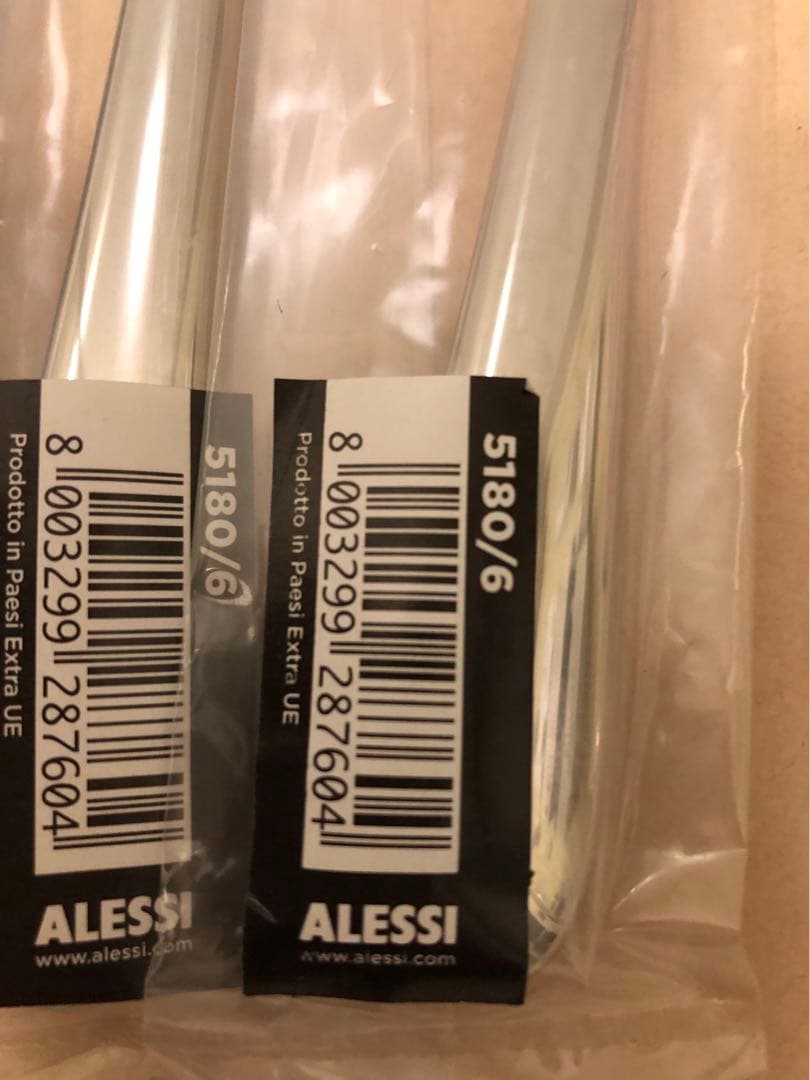 5180/6
8 003299 287604
Prodotto in Paesi Extra UE
ALESSI
www.alessi.com
5180/6
8 003299 287604
Prodotto in Paesi Extra UE
ALESSI
www.alessi.com